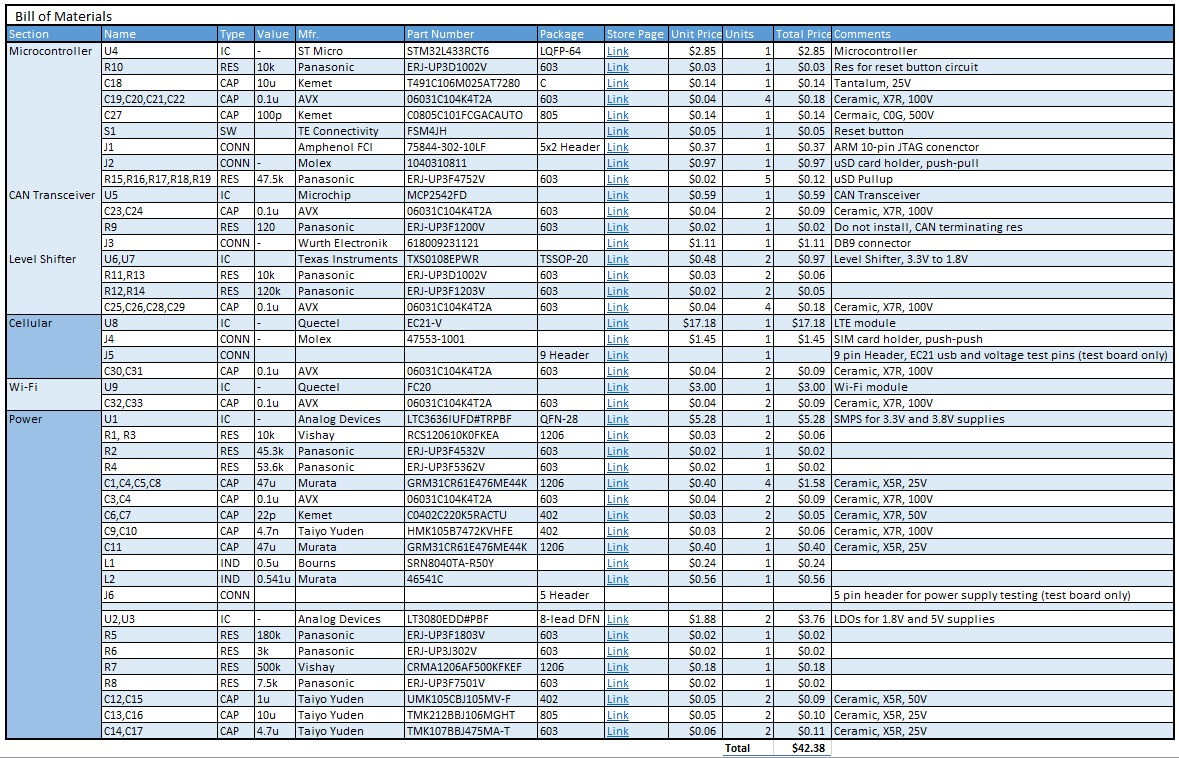 Bill of Materials
Section Name Type Value Mfr. Part Number Package Store Page Unit Price Units Total Price Comments
Microcontroller U4 IC - ST Micro STM32L433RCT6 LQFP-64 Link $2.85 1 $2.85 Microcontroller
R10 RES 10k Panasonic ERJ-UP3D1002V 603 Link $0.03 1 $0.03 Res for reset button circuit
C18 CAP 10u Kemet T491C106M025AT7280 C Link $0.14 1 $0.14 Tantalum, 25V
C19,C20,C21,C22 CAP 0.1u AVX 06031C104K4T2A 603 Link $0.04 4 $0.18 Ceramic, X7R, 100V
C27 CAP 100p Kemet C0805C101FCGACAUTO 805 Link $0.14 1 $0.14 Cermaic, C0G, 500V
S1 SW TE Connectivity FSM4JH Link $0.05 1 $0.05 Reset button
J1 CONN Amphenol FCI 75844-302-10LF 5x2 Header Link $0.37 1 $0.37 ARM 10-pin JTAG conenctor
J2 CONN - Molex 1040310811 Link $0.97 1 $0.97 uSD card holder, push-pull
R15,R16,R17,R18,R19 RES 47.5k Panasonic ERJ-UP3F4752V 603 Link $0.02 5 $0.12 uSD Pullup
CAN Transceiver U5 IC Microchip MCP2542FD Link $0.59 1 $0.59 CAN Transceiver
C23,C24 CAP 0.1u AVX 06031C104K4T2A 603 Link $0.04 2 $0.09 Ceramic, X7R, 100V
R9 RES 120 Panasonic ERJ-UP3F1200V 603 Link $0.02 1 $0.02 Do not install, CAN terminating res
J3 CONN - Wurth Electronik 618009231121 Link $1.11 1 $1.11 DB9 connector
Level Shifter U6,U7 IC Texas Instruments TXS0108EPWR TSSOP-20 Link $0.48 2 $0.97 Level Shifter, 3.3V to 1.8V
R11,R13 RES 10k Panasonic ERJ-UP3D1002V 603 Link $0.03 2 $0.06
R12,R14 RES 120k Panasonic ERJ-UP3F1203V 603 Link $0.02 2 $0.05
C25,C26,C28,C29 CAP 0.1u AVX 06031C104K4T2A 603 Link $0.04 4 $0.18 Ceramic, X7R, 100V
Cellular U8 IC - Quectel EC21-V Link $17.18 1 $17.18 LTE module
J4 CONN - Molex 47553-1001 Link $1.45 1 $1.45 SIM card holder, push-push
J5 CONN 9 Header Link 1 9 pin Header, EC21 usb and voltage test pins (test board only)
C30,C31 CAP 0.1u AVX 06031C104K4T2A 603 Link $0.04 2 $0.09 Ceramic, X7R, 100V
Wi-Fi U9 IC - Quectel FC20 Link $3.00 1 $3.00 Wi-Fi module
C32,C33 CAP 0.1u AVX 06031C104K4T2A 603 Link $0.04 2 $0.09 Ceramic, X7R, 100V
Power U1 IC - Analog Devices LTC3636IUFD#TRPBF QFN-28 Link $5.28 1 $5.28 SMPS for 3.3V and 3.8V supplies
R1, R3 RES 10k Vishay RCS120610K0FKEA 1206 Link $0.03 2 $0.06
R2 RES 45.3k Panasonic ERJ-UP3F4532V 603 Link $0.02 1 $0.02
R4 RES 53.6k Panasonic ERJ-UP3F5362V 603 Link $0.02 1 $0.02
C1,C4,C5,C8 CAP 47u Murata GRM31CR61E476ME44K 1206 Link $0.40 4 $1.58 Ceramic, X5R, 25V
C3,C4 CAP 0.1u AVX 06031C104K4T2A 603 Link $0.04 2 $0.09 Ceramic, X7R, 100V
C6,C7 CAP 22p Kemet C0402C220K5RACTU 402 Link $0.03 2 $0.05 Ceramic, X7R, 50V
C9,C10 CAP 4.7n Taiyo Yuden HMK105B7472KVHFE 402 Link $0.03 2 $0.06 Ceramic, X7R, 100V
C11 CAP 47u Murata GRM31CR61E476ME44K 1206 Link $0.40 1 $0.40 Ceramic, X5R, 25V
L1 IND 0.5u Bourns SRN8040TA-R50Y Link $0.24 1 $0.24
L2 IND 0.541u Murata 46541C Link $0.56 1 $0.56
J6 CONN 5 Header 5 pin header for power supply testing (test board only)
U2,U3 IC - Analog Devices LT3080EDD#PBF 8-lead DFN Link $1.88 2 $3.76 LDOs for 1.8V and 5V supplies
R5 RES 180k Panasonic ERJ-UP3F1803V 603 Link $0.02 1 $0.02
R6 RES 3k Panasonic ERJ-UP3J302V 603 Link $0.02 1 $0.02
R7 RES 500k Vishay CRMA1206AF500KFKEF 1206 Link $0.18 1 $0.18
R8 RES 7.5k Panasonic ERJ-UP3F7501V 603 Link $0.02 1 $0.02
C12,C15 CAP 1u Taiyo Yuden UMK105CBJ105MV-F 402 Link $0.05 2 $0.09 Ceramic, X5R, 50V
C13,C16 CAP 10u Taiyo Yuden TMK212BBJ106MGHT 805 Link $0.05 2 $0.10 Ceramic, X5R, 25V
C14,C17 CAP 4.7u Taiyo Yuden TMK107BBJ475MA-T 603 Link $0.06 2 $0.11 Ceramic, X5R, 25V
Total $42.38